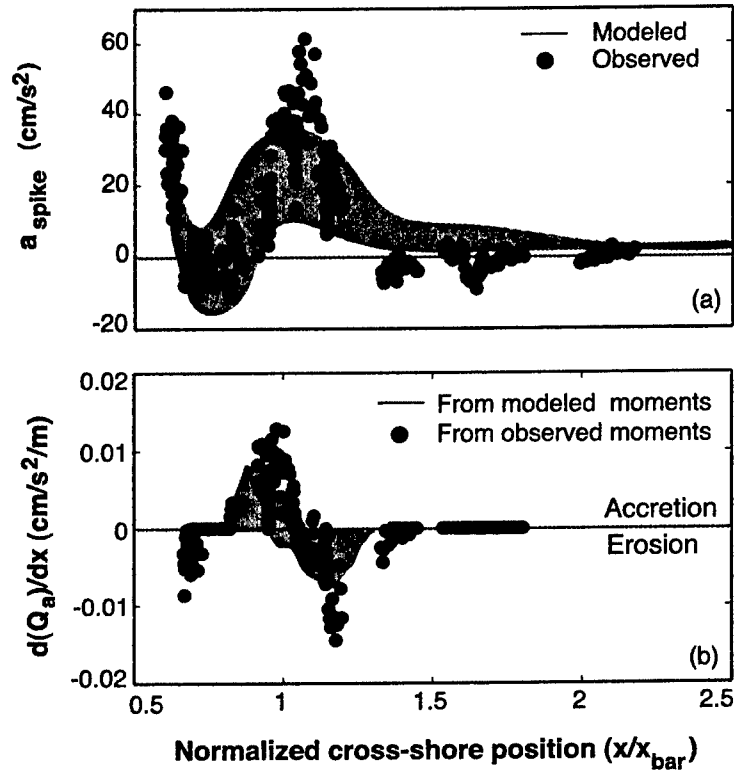 60
40
20
0
-20
a spike (cm/s²)
Modeled
Observed
(a)
0.02
0.01
0
-0.01
-0.02
d(Qₐ)/dx (cm/s²/m)
From modeled moments
From observed moments
Accretion
Erosion
(b)
0.5 1 1.5 2 2.5
Normalized cross-shore position (x/x_bar)